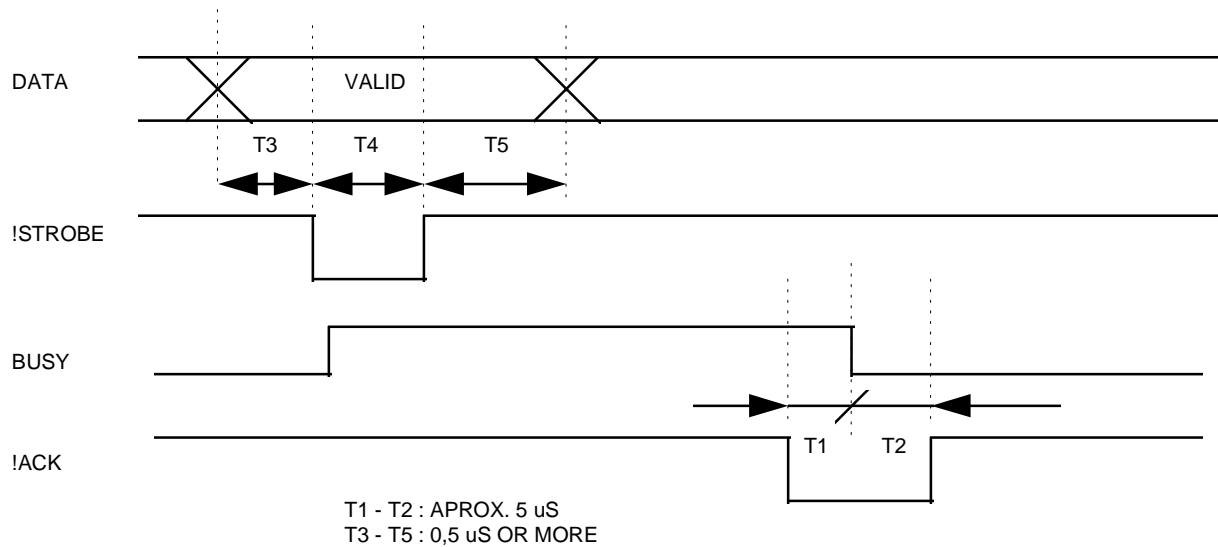 DATA
VALID
T3 T4 T5
!STROBE
BUSY
T1 T2
!ACK
T1 - T2 : APROX. 5 uS
T3 - T5 : 0,5 uS OR MORE